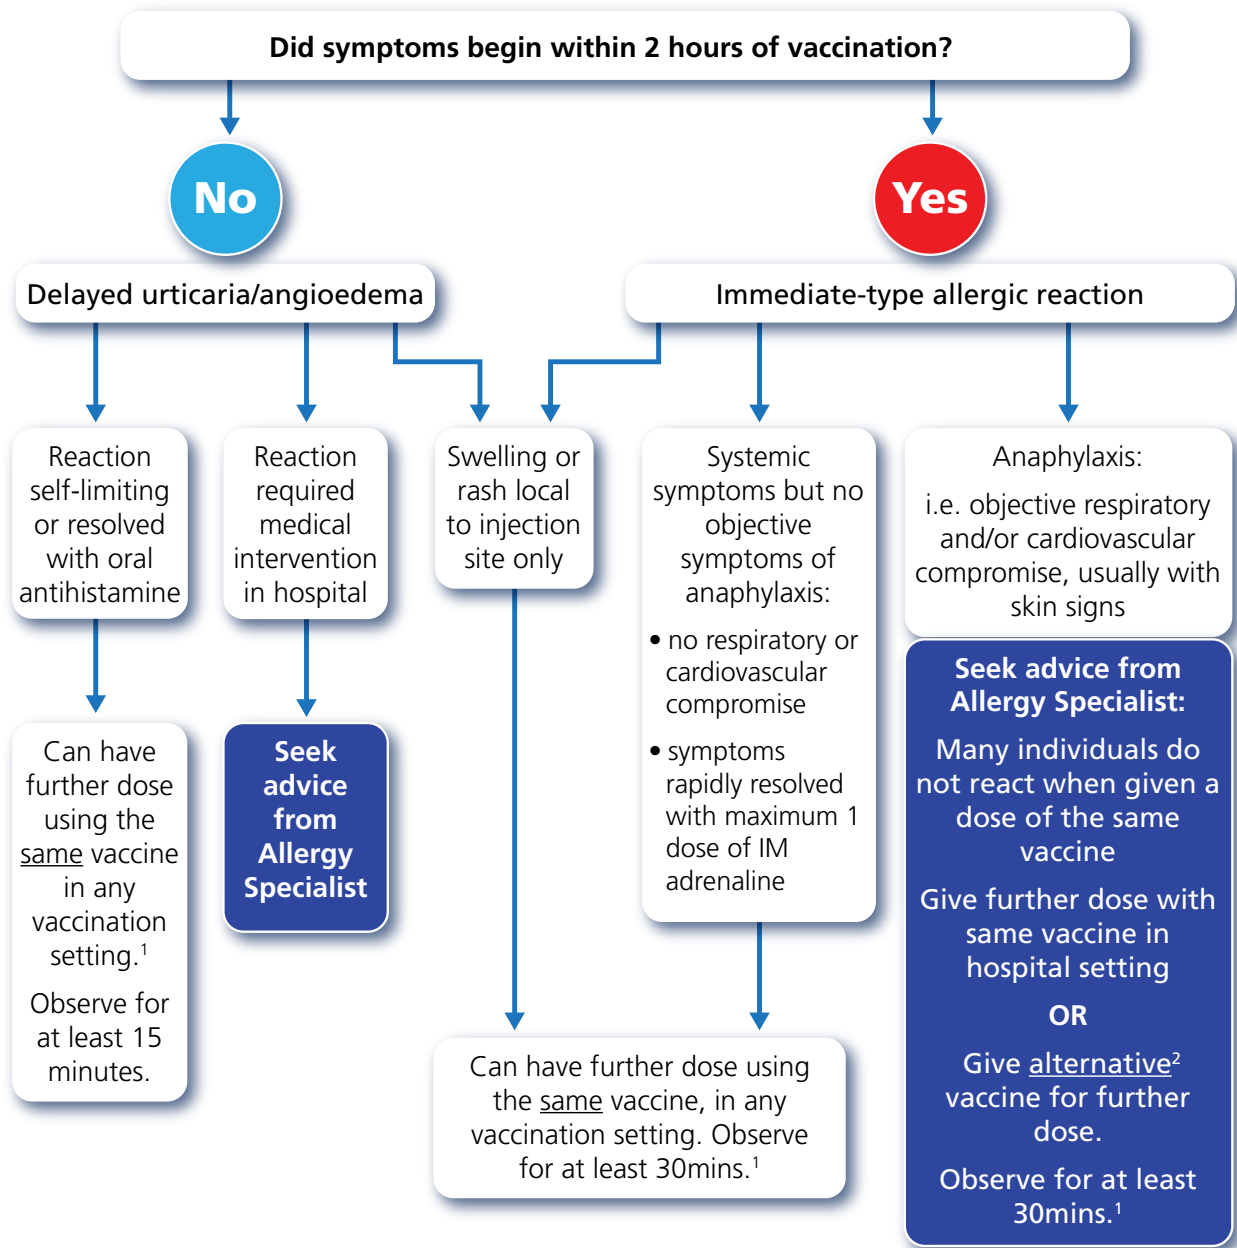 Did symptoms begin within 2 hours of vaccination?
No
Yes
Delayed urticaria/angioedema
Immediate-type allergic reaction
Reaction
self-limiting
or resolved
with oral
antihistamine
Reaction
required
medical
intervention
in hospital
Swelling or
rash local
to injection
site only
Systemic
symptoms but no
objective
symptoms of
anaphylaxis:
• no respiratory or
cardiovascular
compromise
• symptoms
rapidly resolved
with maximum 1
dose of IM
adrenaline
Anaphylaxis:
i.e. objective respiratory
and/or cardiovascular
compromise, usually with
skin signs
Can have
further dose
using the
same vaccine
in any
vaccination
setting.¹
Observe for
at least 15
minutes.
Seek
advice
from
Allergy
Specialist
Can have further dose using
the same vaccine, in any
vaccination setting. Observe
for at least 30mins.¹
Seek advice from
Allergy Specialist:
Many individuals do
not react when given a
dose of the same
vaccine
Give further dose with
same vaccine in
hospital setting
OR
Give alternative²
vaccine for further
dose.
Observe for at least
30mins.¹